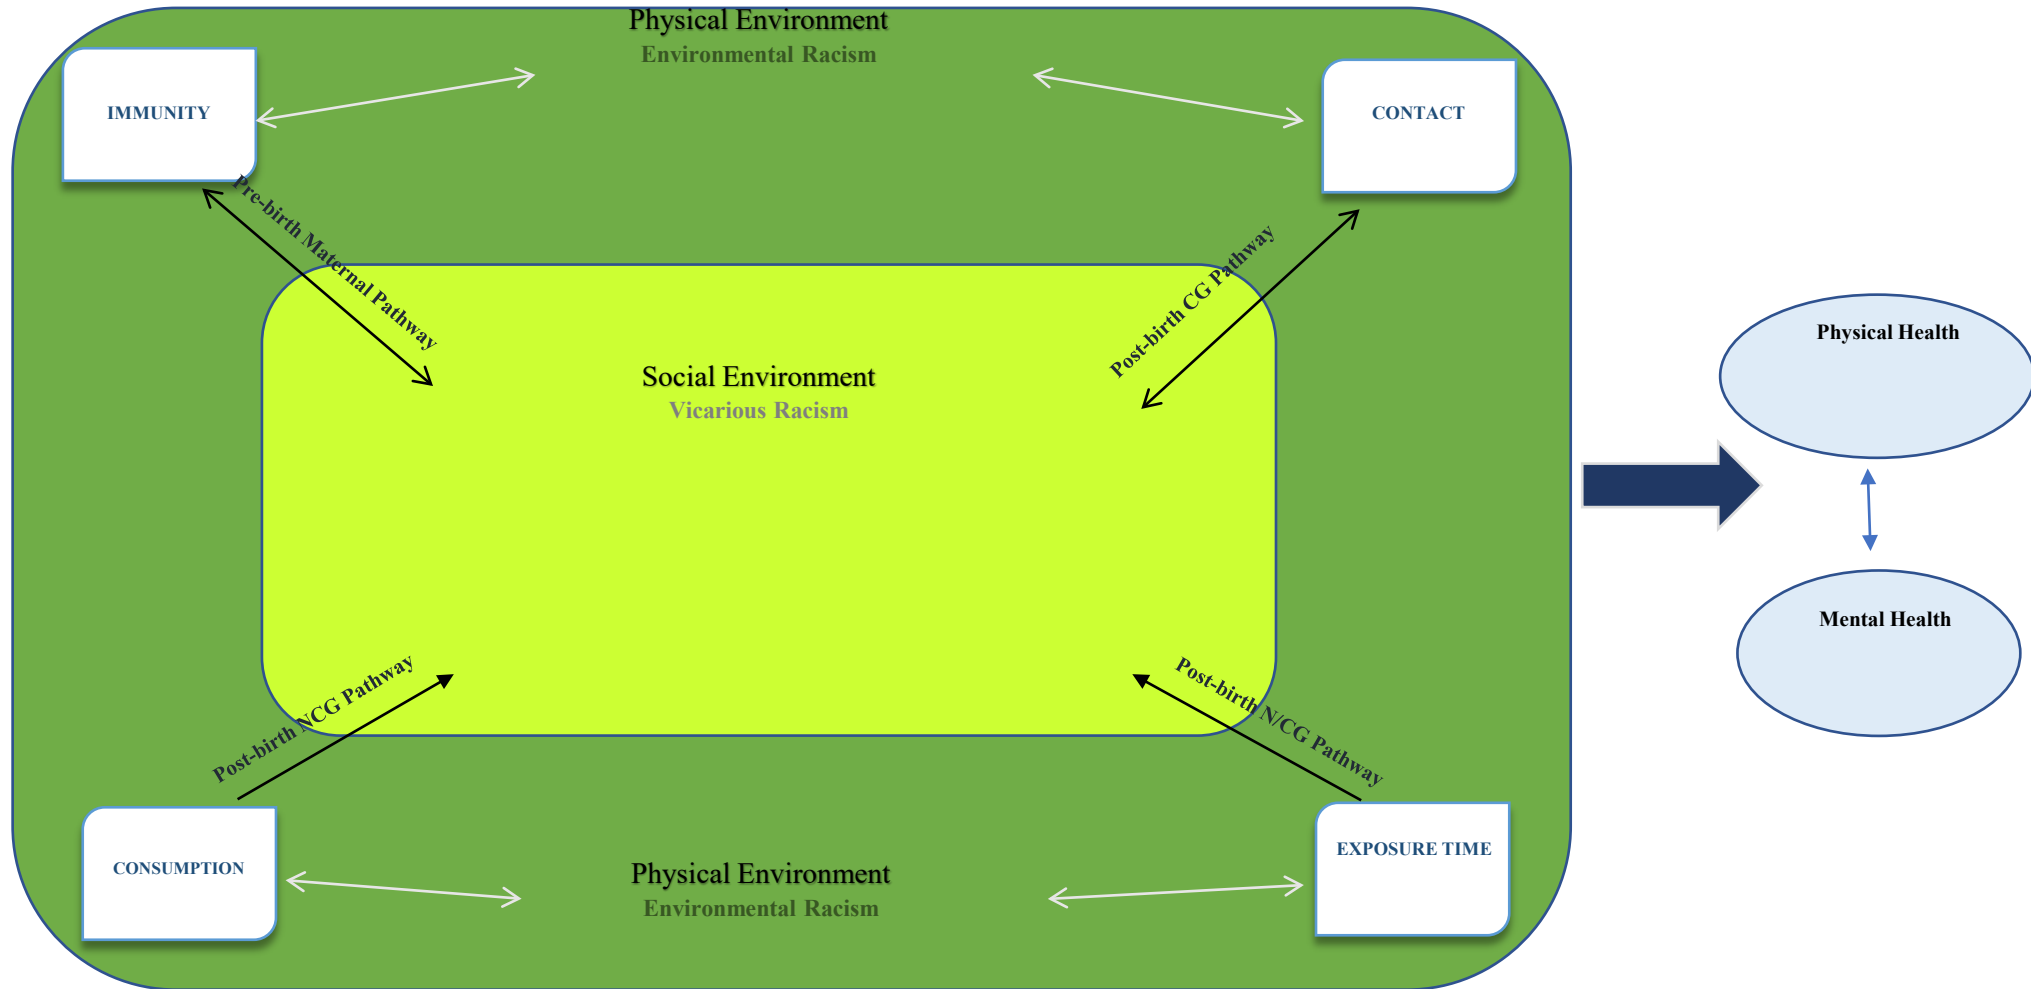 Physical Environment
Environmental Racism
IMMUNITY
CONTACT
Pre-birth Maternal Pathway
Post-birth CG Pathway
Social Environment
Vicarious Racism
Physical Health
Mental Health
Post-birth NCG Pathway
Post-birth N/CG Pathway
CONSUMPTION
EXPOSURE TIME
Physical Environment
Environmental Racism